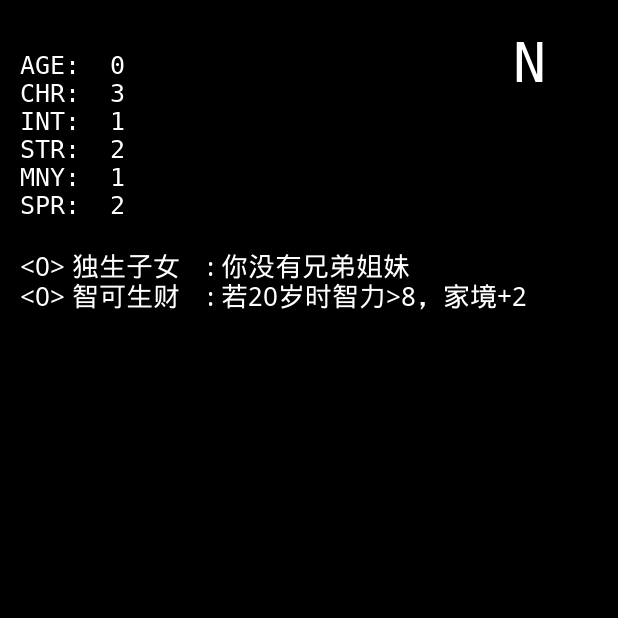 N
AGE: 0
CHR: 3
INT: 1
STR: 2
MNY: 1
SPR: 2
<0> 独生子女 : 你没有兄弟姐妹
<0> 智可生财 : 若20岁时智力>8，家境+2